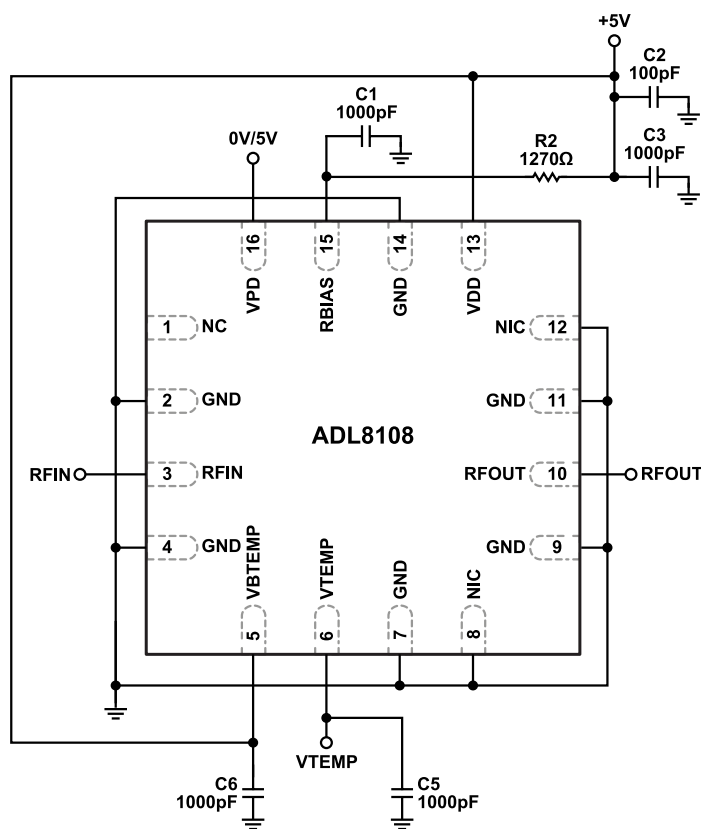 +5V
C2
100pF
C1
1000pF
0V/5V
R2
1270Ω
C3
1000pF
16
15
14
13
VPD
RBIAS
GND
VDD
1 NC
NIC 12
2 GND
GND 11
ADL8108
RFIN
3 RFIN
RFOUT 10
RFOUT
4 GND
GND 9
VBTEMP
VTEMP
GND
NIC
5
6
7
8
VTEMP
C6
1000pF
C5
1000pF